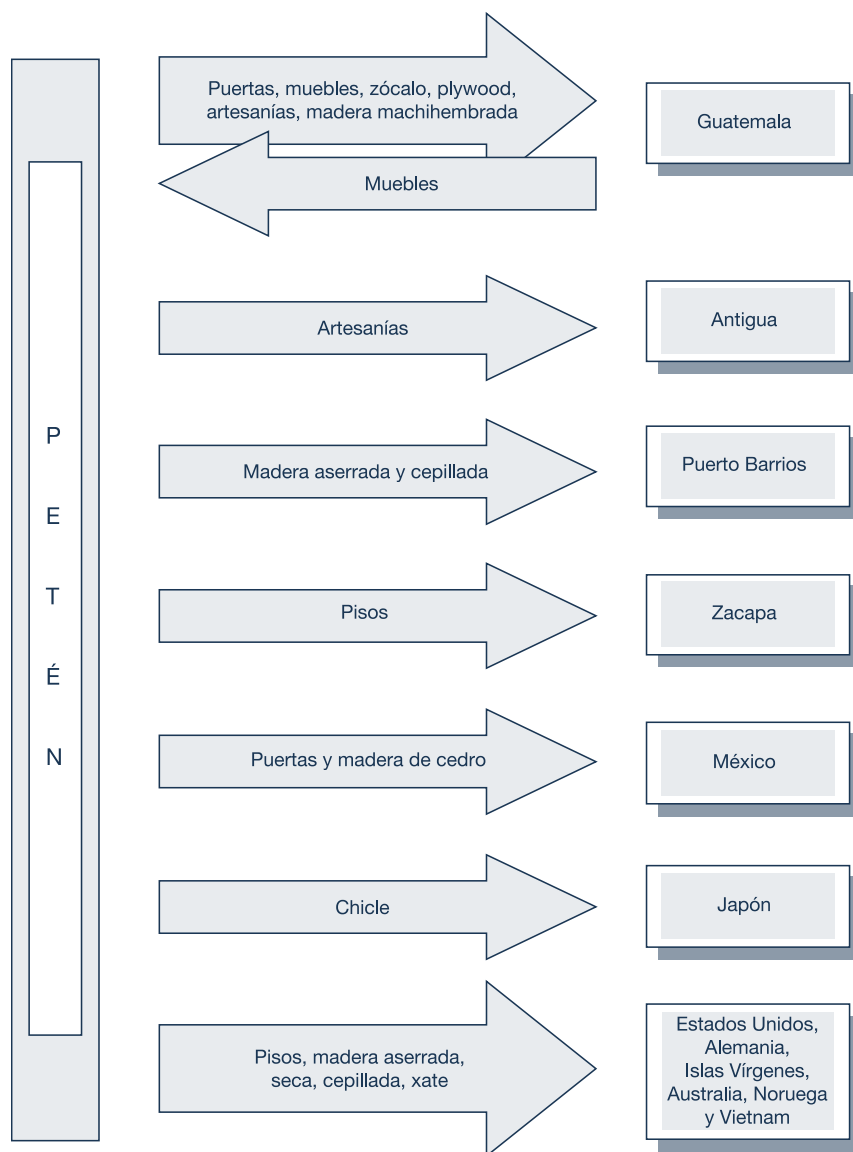 Puertas, muebles, zócalo, plywood,
artesanías, madera machihembrada
Guatemala
Muebles
Artesanías
Antigua
P
E
T
É
N
Madera aserrada y cepillada
Puerto Barrios
Pisos
Zacapa
Puertas y madera de cedro
México
Chicle
Japón
Pisos, madera aserrada,
seca, cepillada, xate
Estados Unidos,
Alemania,
Islas Vírgenes,
Australia, Noruega
y Vietnam